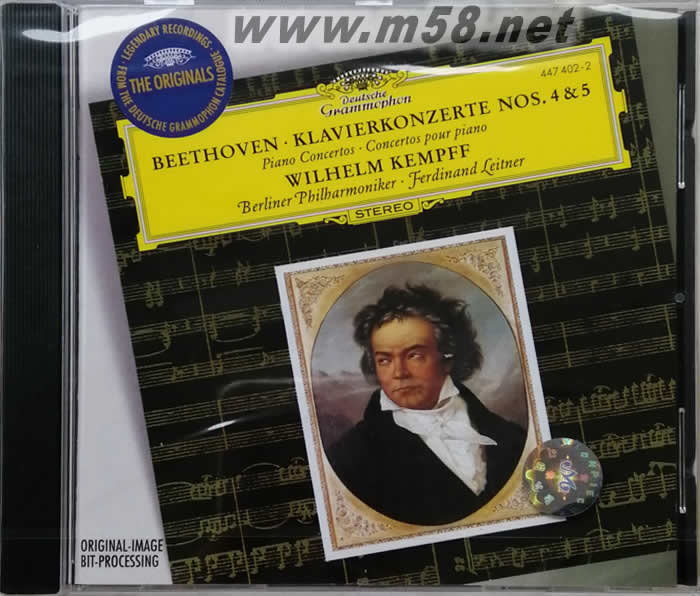 www.m58.net
LEGENDARY RECORDINGS
FROM THE DEUTSCHE GRAMMOPHON CATALOGUE
THE ORIGINALS
447 402-2
Deutsche
Grammophon
BEETHOVEN · KLAVIERKONZERTE NOS. 4 & 5
Piano Concertos · Concertos pour piano
WILHELM KEMPFF
Berliner Philharmoniker · Ferdinand Leitner
STEREO
ORIGINAL-IMAGE
BIT-PROCESSING